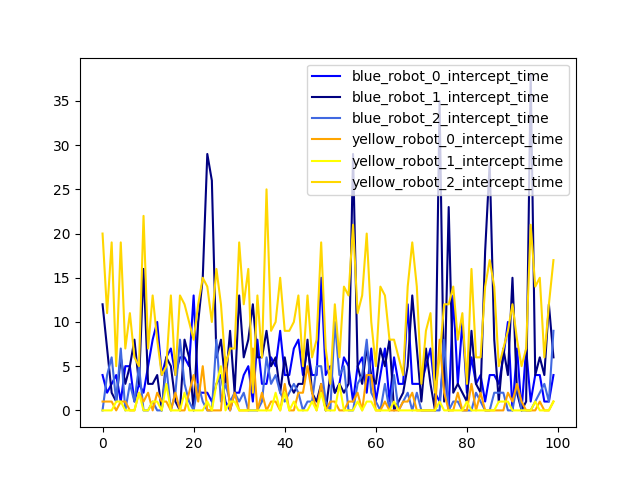 blue_robot_0_intercept_time
blue_robot_1_intercept_time
blue_robot_2_intercept_time
yellow_robot_0_intercept_time
yellow_robot_1_intercept_time
yellow_robot_2_intercept_time
35
30
25
20
15
10
5
0
0 20 40 60 80 100